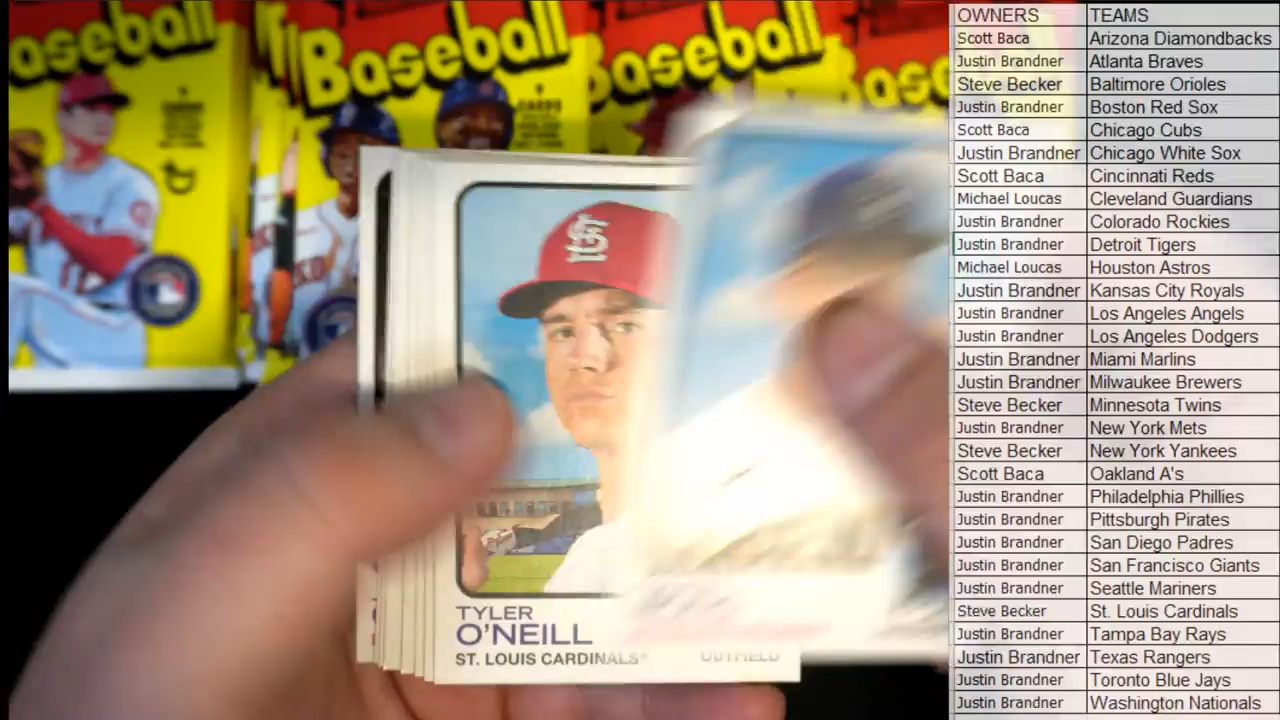 Baseball
Baseball
Baseball
TYLER
O'NEILL
ST. LOUIS CARDINALS
OUTFIELD
OWNERS TEAMS
Scott Baca Arizona Diamondbacks
Justin Brandner Atlanta Braves
Steve Becker Baltimore Orioles
Justin Brandner Boston Red Sox
Scott Baca Chicago Cubs
Justin Brandner Chicago White Sox
Scott Baca Cincinnati Reds
Michael Loucas Cleveland Guardians
Justin Brandner Colorado Rockies
Justin Brandner Detroit Tigers
Michael Loucas Houston Astros
Justin Brandner Kansas City Royals
Justin Brandner Los Angeles Angels
Justin Brandner Los Angeles Dodgers
Justin Brandner Miami Marlins
Justin Brandner Milwaukee Brewers
Steve Becker Minnesota Twins
Justin Brandner New York Mets
Steve Becker New York Yankees
Scott Baca Oakland A's
Justin Brandner Philadelphia Phillies
Justin Brandner Pittsburgh Pirates
Justin Brandner San Diego Padres
Justin Brandner San Francisco Giants
Justin Brandner Seattle Mariners
Steve Becker St. Louis Cardinals
Justin Brandner Tampa Bay Rays
Justin Brandner Texas Rangers
Justin Brandner Toronto Blue Jays
Justin Brandner Washington Nationals